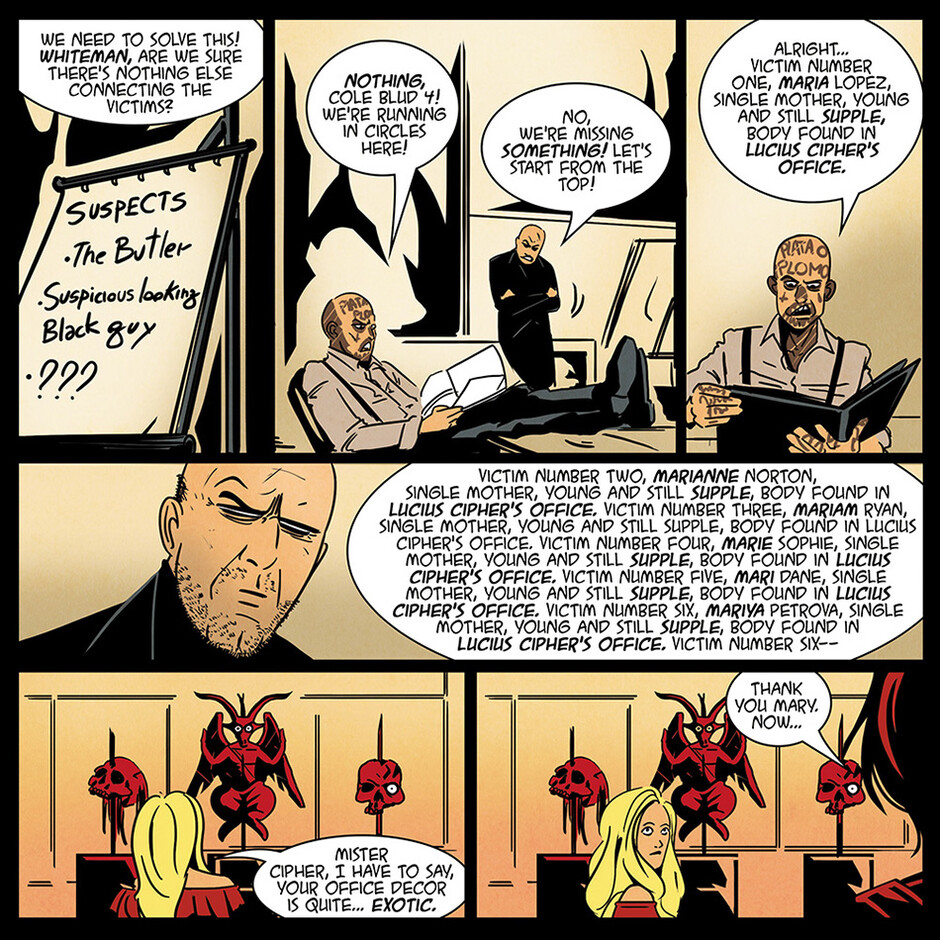 WE NEED TO SOLVE THIS!
WHITEMAN, ARE WE SURE
THERE'S NOTHING ELSE
CONNECTING THE
VICTIMS?
SUSPECTS
·The Butler
·Suspicious looking
Black guy
·???
NOTHING,
COLE BLUD 4!
WE'RE RUNNING
IN CIRCLES
HERE!
NO,
WE'RE MISSING
SOMETHING! LET'S
START FROM THE
TOP!
PLATA
PLO
ALRIGHT...
VICTIM NUMBER
ONE, MARIA LOPEZ,
SINGLE MOTHER, YOUNG
AND STILL SUPPLE,
BODY FOUND IN
LUCIUS CIPHER'S
OFFICE.
PLATA O
PLOMO
VICTIM NUMBER TWO, MARIANNE NORTON,
SINGLE MOTHER, YOUNG AND STILL SUPPLE, BODY FOUND IN
LUCIUS CIPHER'S OFFICE. VICTIM NUMBER THREE, MARIAM RYAN,
SINGLE MOTHER, YOUNG AND STILL SUPPLE, BODY FOUND IN LUCIUS
CIPHER'S OFFICE. VICTIM NUMBER FOUR, MARIE SOPHIE, SINGLE
MOTHER, YOUNG AND STILL SUPPLE, BODY FOUND IN LUCIUS
CIPHER'S OFFICE. VICTIM NUMBER FIVE, MARI DANE, SINGLE
MOTHER, YOUNG AND STILL SUPPLE, BODY FOUND IN LUCIUS
CIPHER'S OFFICE. VICTIM NUMBER SIX, MARIYA PETROVA, SINGLE
MOTHER, YOUNG AND STILL SUPPLE, BODY FOUND IN
LUCIUS CIPHER'S OFFICE. VICTIM NUMBER SIX--
MISTER
CIPHER, I HAVE TO SAY,
YOUR OFFICE DECOR
IS QUITE... EXOTIC.
THANK
YOU MARY.
NOW...